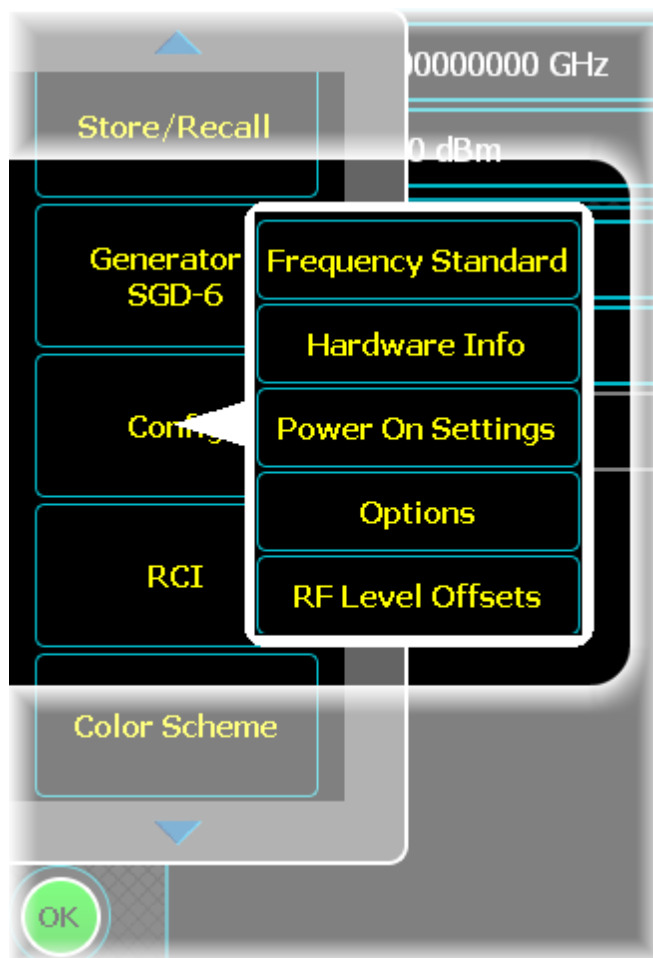 00000000 GHz
0 dBm
Store/Recall
Generator
SGD-6
Config
RCI
Color Scheme
Frequency Standard
Hardware Info
Power On Settings
Options
RF Level Offsets
OK